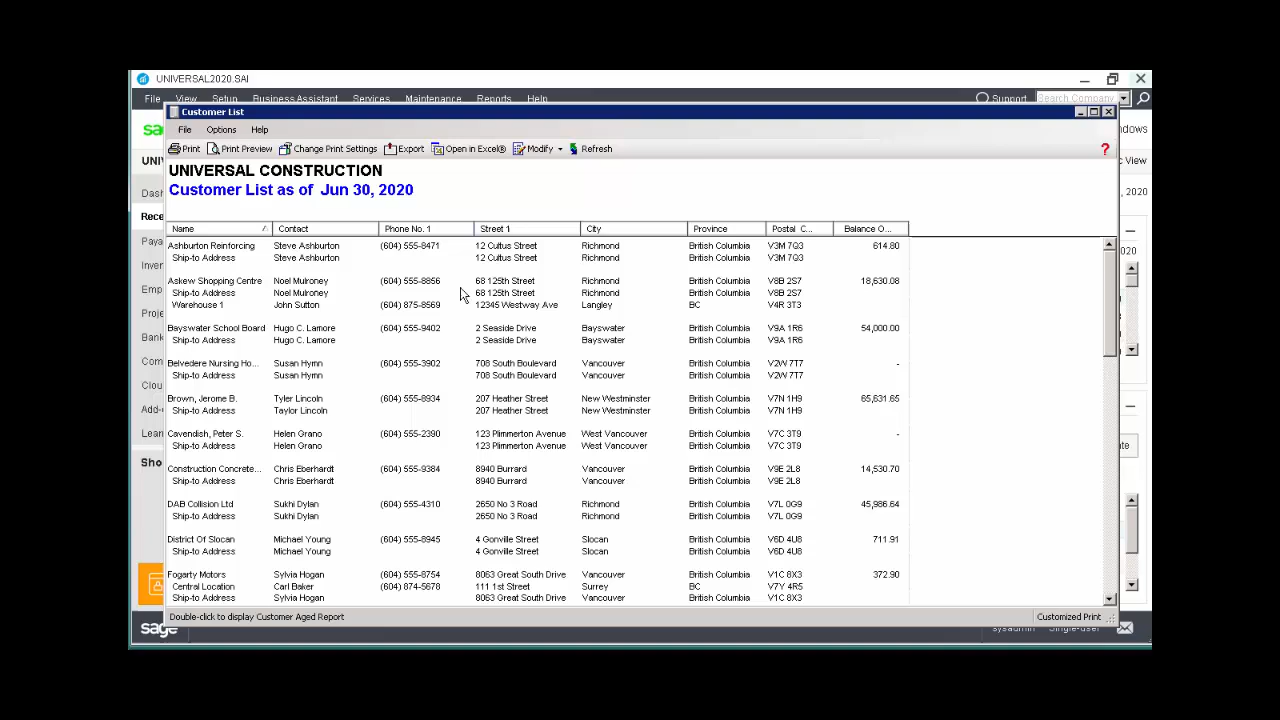 UNIVERSAL2020.SAI
File View Setup Business Assistant Services Maintenance Reports Help Support Search Company
Customer List
File Options Help
Print Print Preview Change Print Settings Export Open in Excel® Modify Refresh ?
UNIVERSAL CONSTRUCTION
Customer List as of Jun 30, 2020
Name Contact Phone No. 1 Street 1 City Province Postal C... Balance O...
Ashburton Reinforcing Steve Ashburton (604) 555-8471 12 Cultus Street Richmond British Columbia V3M 7G3 614.80
Ship-to Address Steve Ashburton 12 Cultus Street Richmond British Columbia V3M 7G3
Askew Shopping Centre Noel Mulroney (604) 555-8856 68 125th Street Richmond British Columbia V8B 2S7 18,630.08
Ship-to Address Noel Mulroney 68 125th Street Richmond British Columbia V8B 2S7
Warehouse 1 John Sutton (604) 875-8569 12345 Westway Ave Langley BC V4R 3T3
Bayswater School Board Hugo C. Lamore (604) 555-9402 2 Seaside Drive Bayswater British Columbia V9A 1R6 54,000.00
Ship-to Address Hugo C. Lamore 2 Seaside Drive Bayswater British Columbia V9A 1R6
Belvedere Nursing Ho... Susan Hymn (604) 555-3902 708 South Boulevard Vancouver British Columbia V2W 7T7 -
Ship-to Address Susan Hymn 708 South Boulevard Vancouver British Columbia V2W 7T7
Brown, Jerome B. Tyler Lincoln (604) 555-8934 207 Heather Street New Westminster British Columbia V7N 1H9 65,631.65
Ship-to Address Taylor Lincoln 207 Heather Street New Westminster British Columbia V7N 1H9
Cavendish, Peter S. Helen Grano (604) 555-2390 123 Plimmerton Avenue West Vancouver British Columbia V7C 3T9 -
Ship-to Address Helen Grano 123 Plimmerton Avenue West Vancouver British Columbia V7C 3T9
Construction Concrete... Chris Eberhardt (604) 555-9384 8940 Burrard Vancouver British Columbia V9E 2L8 14,530.70
Ship-to Address Chris Eberhardt 8940 Burrard Vancouver British Columbia V9E 2L8
DAB Collision Ltd Sukhi Dylan (604) 555-4310 2650 No 3 Road Richmond British Columbia V7L 0G9 45,986.64
Ship-to Address Sukhi Dylan 2650 No 3 Road Richmond British Columbia V7L 0G9
District Of Slocan Michael Young (604) 555-8945 4 Gonville Street Slocan British Columbia V6D 4U8 711.91
Ship-to Address Michael Young 4 Gonville Street Slocan British Columbia V6D 4U8
Fogarty Motors Sylvia Hogan (604) 555-8754 8063 Great South Drive Vancouver British Columbia V1C 8X3 372.90
Central Location Carl Baker (604) 874-5678 111 1st Street Surrey BC V7Y 4R5
Ship-to Address Sylvia Hogan 8063 Great South Drive Vancouver British Columbia V1C 8X3
Double-click to display Customer Aged Report Customized Print
sage sysadmin Single-user